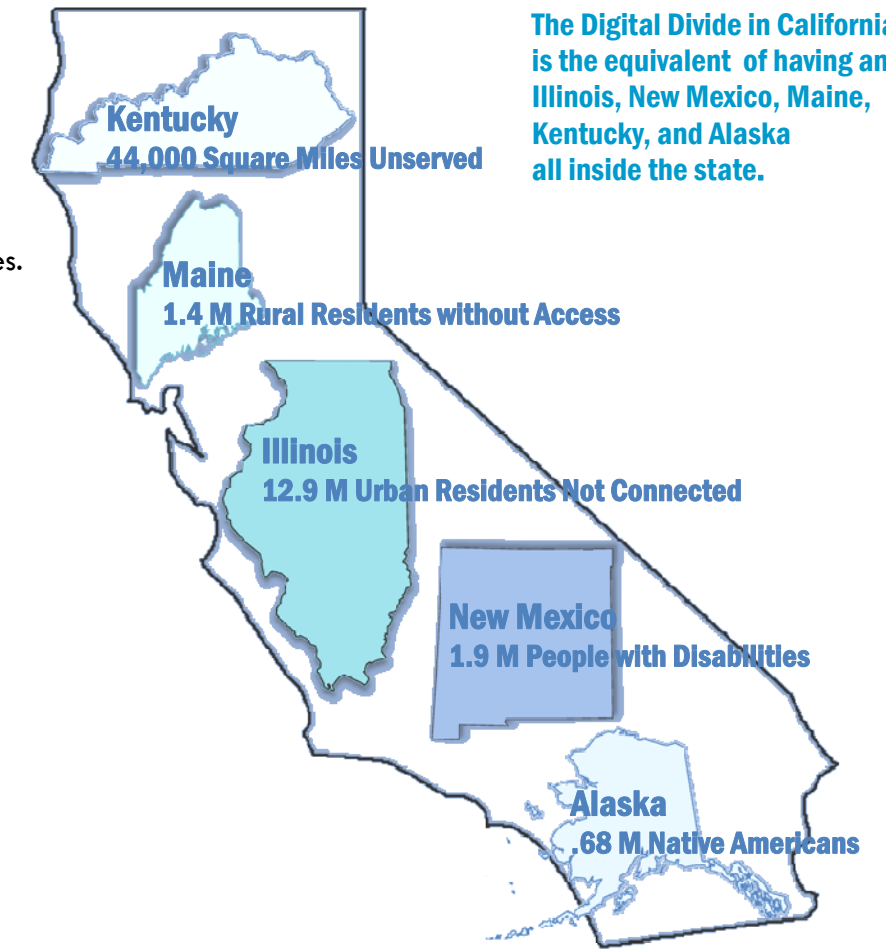 The Digital Divide in California
is the equivalent of having an
Illinois, New Mexico, Maine,
Kentucky, and Alaska
all inside the state.
Kentucky
44,000 Square Miles Unserved
es.
Maine
1.4 M Rural Residents without Access
Illinois
12.9 M Urban Residents Not Connected
New Mexico
1.9 M People with Disabilities
Alaska
.68 M Native Americans